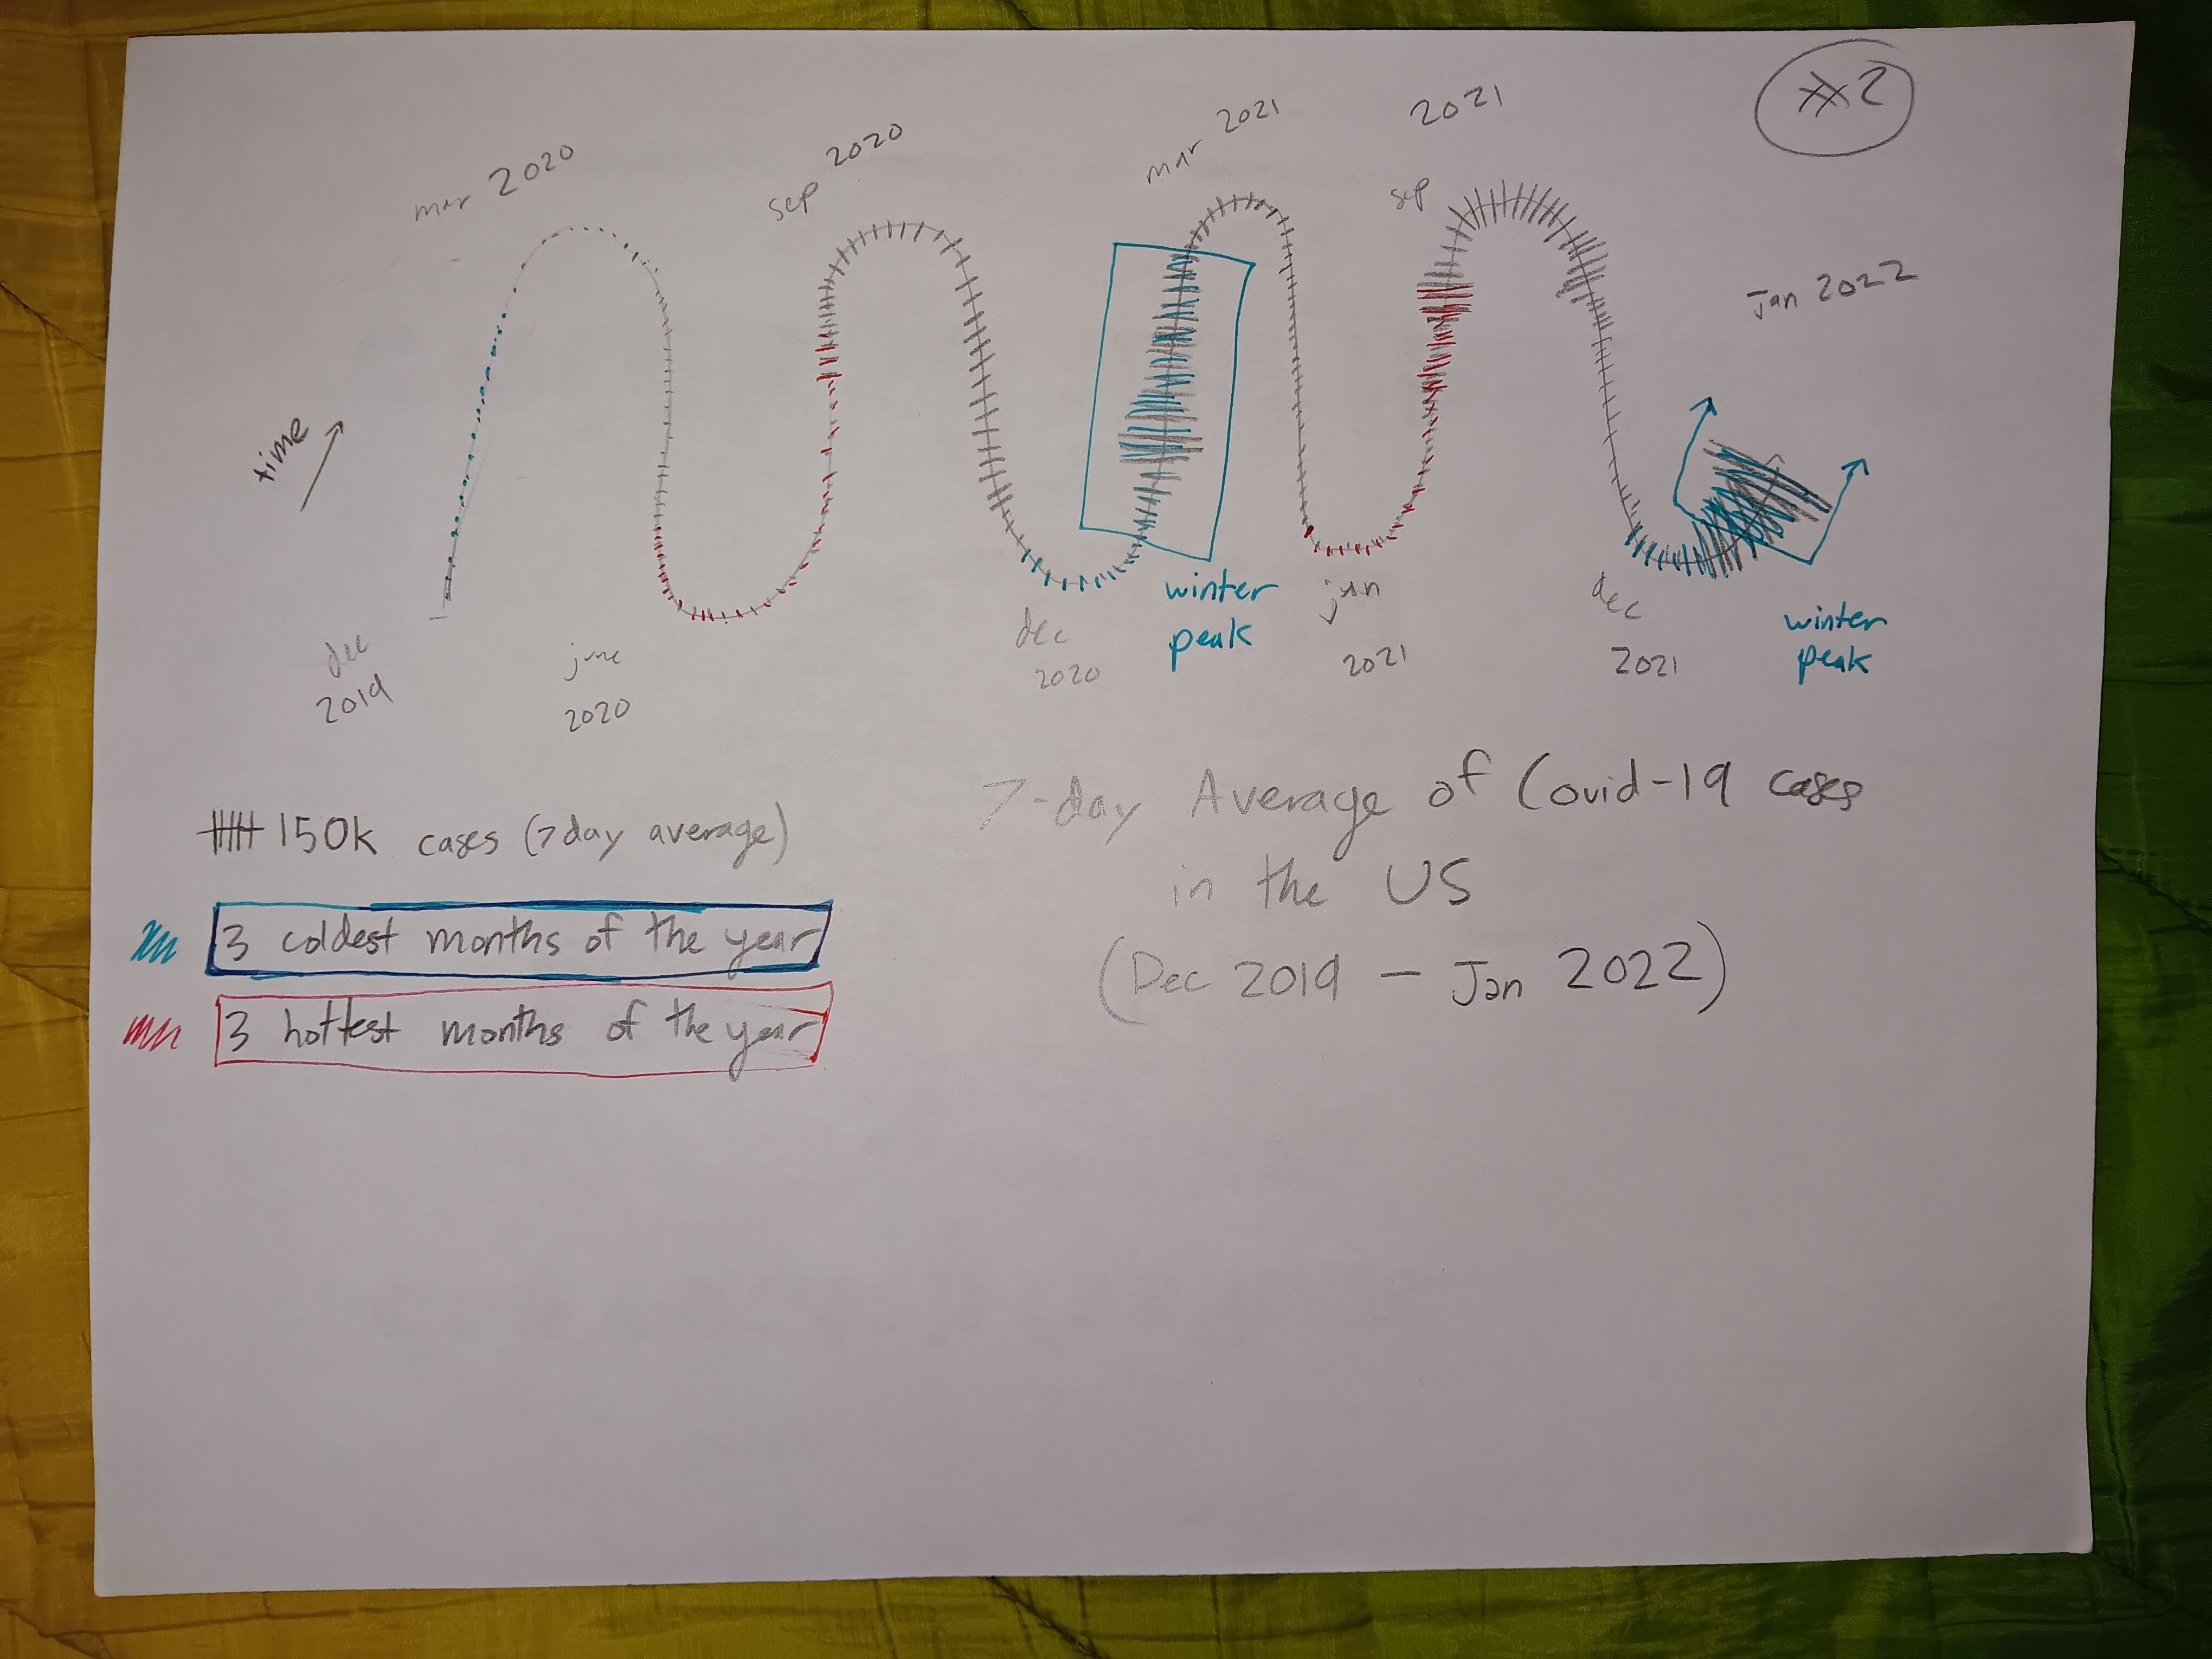 #2
mar 2020
sep 2020
mar 2021
sep 2021
Jan 2022
time
dec
2019
june
2020
dec
2020
winter
peak
jun
2021
dec
2021
winter
peak
7-day Average of Covid-19 cases
in the US
(Dec 2019 - Jan 2022)
150k cases (7 day average)
3 coldest months of the year
3 hottest months of the year